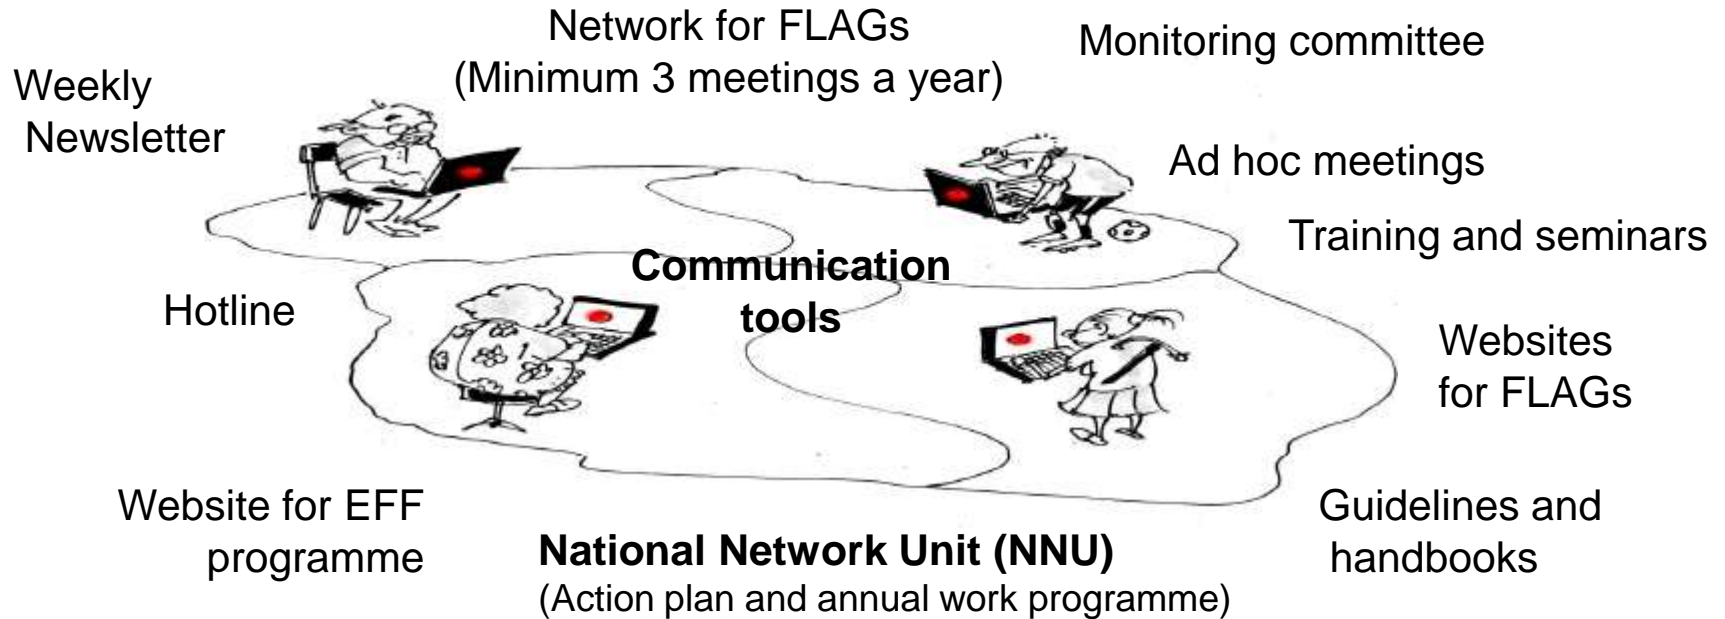 Network for FLAGs
(Minimum 3 meetings a year)
Monitoring committee
Weekly
Newsletter
Ad hoc meetings
Training and seminars
Communication
tools
Hotline
Websites
for FLAGs
Website for EFF
programme
National Network Unit (NNU)
(Action plan and annual work programme)
Guidelines and
handbooks